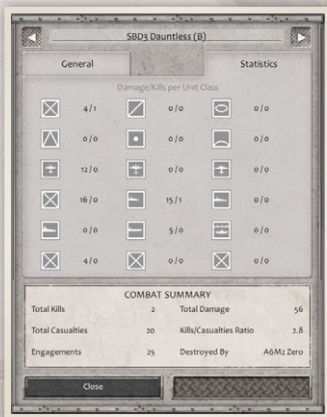 SBD3 Dauntless (B)
General Statistics
Damage/Kills per Unit Class
4/1 0/0 0/0
0/0 0/0 0/0
12/0 0/0 0/0
16/0 15/1 0/0
0/0 5/0 0/0
4/0 0/0 0/0
COMBAT SUMMARY
Total Kills 2 Total Damage 56
Total Casualties 20 Kills/Casualties Ratio 2.8
Engagements 25 Destroyed By A6M2 Zero
Close